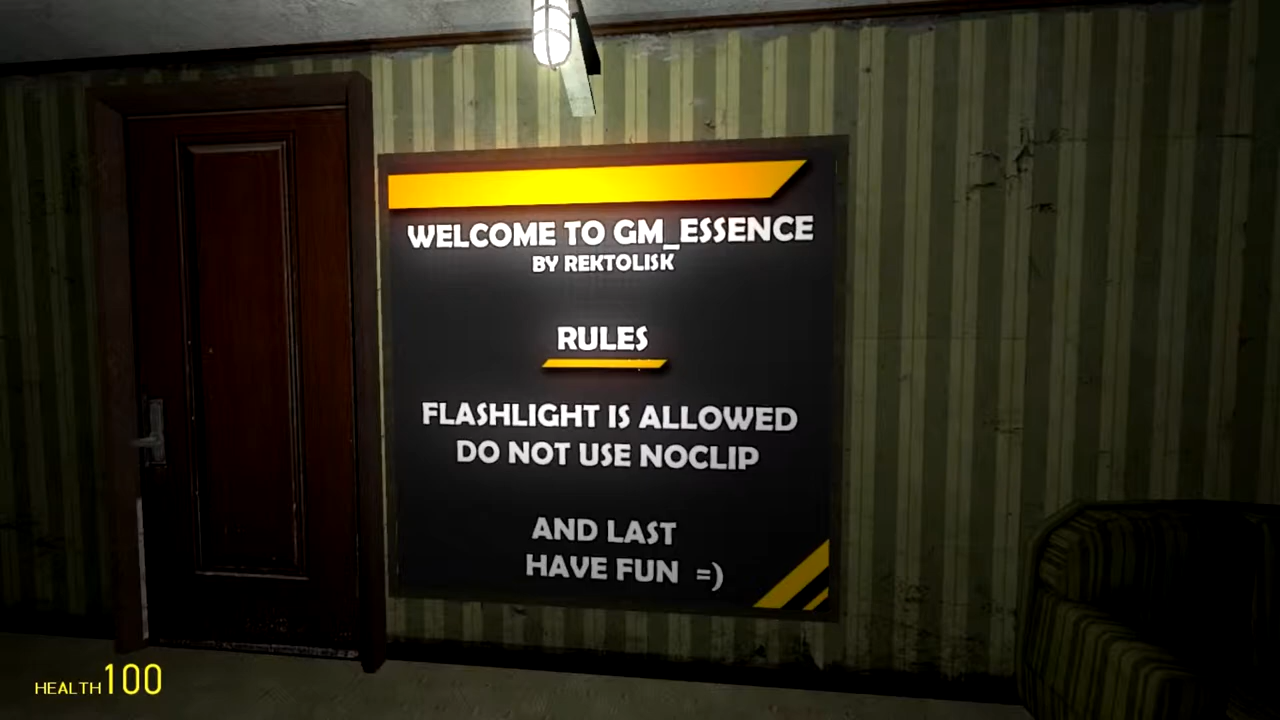 WELCOME TO GM_ESSENCE
BY REKTOLISK
RULES
FLASHLIGHT IS ALLOWED
DO NOT USE NOCLIP
AND LAST
HAVE FUN =)
HEALTH 100